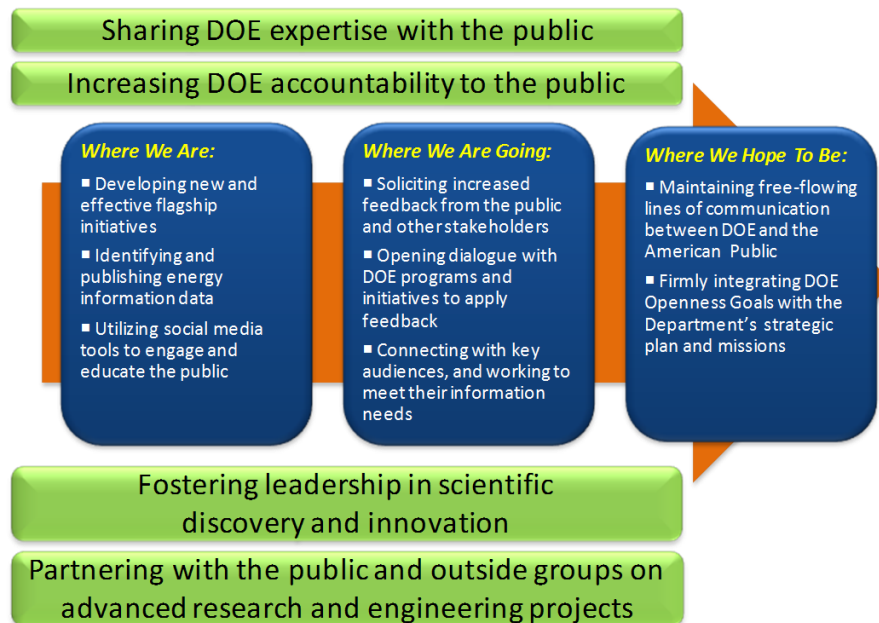 Sharing DOE expertise with the public
Increasing DOE accountability to the public
Where We Are:
▪ Developing new and
effective flagship
initiatives
▪ Identifying and
publishing energy
information data
▪ Utilizing social media
tools to engage and
educate the public
Where We Are Going:
▪ Soliciting increased
feedback from the public
and other stakeholders
▪ Opening dialogue with
DOE programs and
initiatives to apply
feedback
▪ Connecting with key
audiences, and working to
meet their information
needs
Where We Hope To Be:
▪ Maintaining free-flowing
lines of communication
between DOE and the
American Public
▪ Firmly integrating DOE
Openness Goals with the
Department's strategic
plan and missions
Fostering leadership in scientific
discovery and innovation
Partnering with the public and outside groups on
advanced research and engineering projects